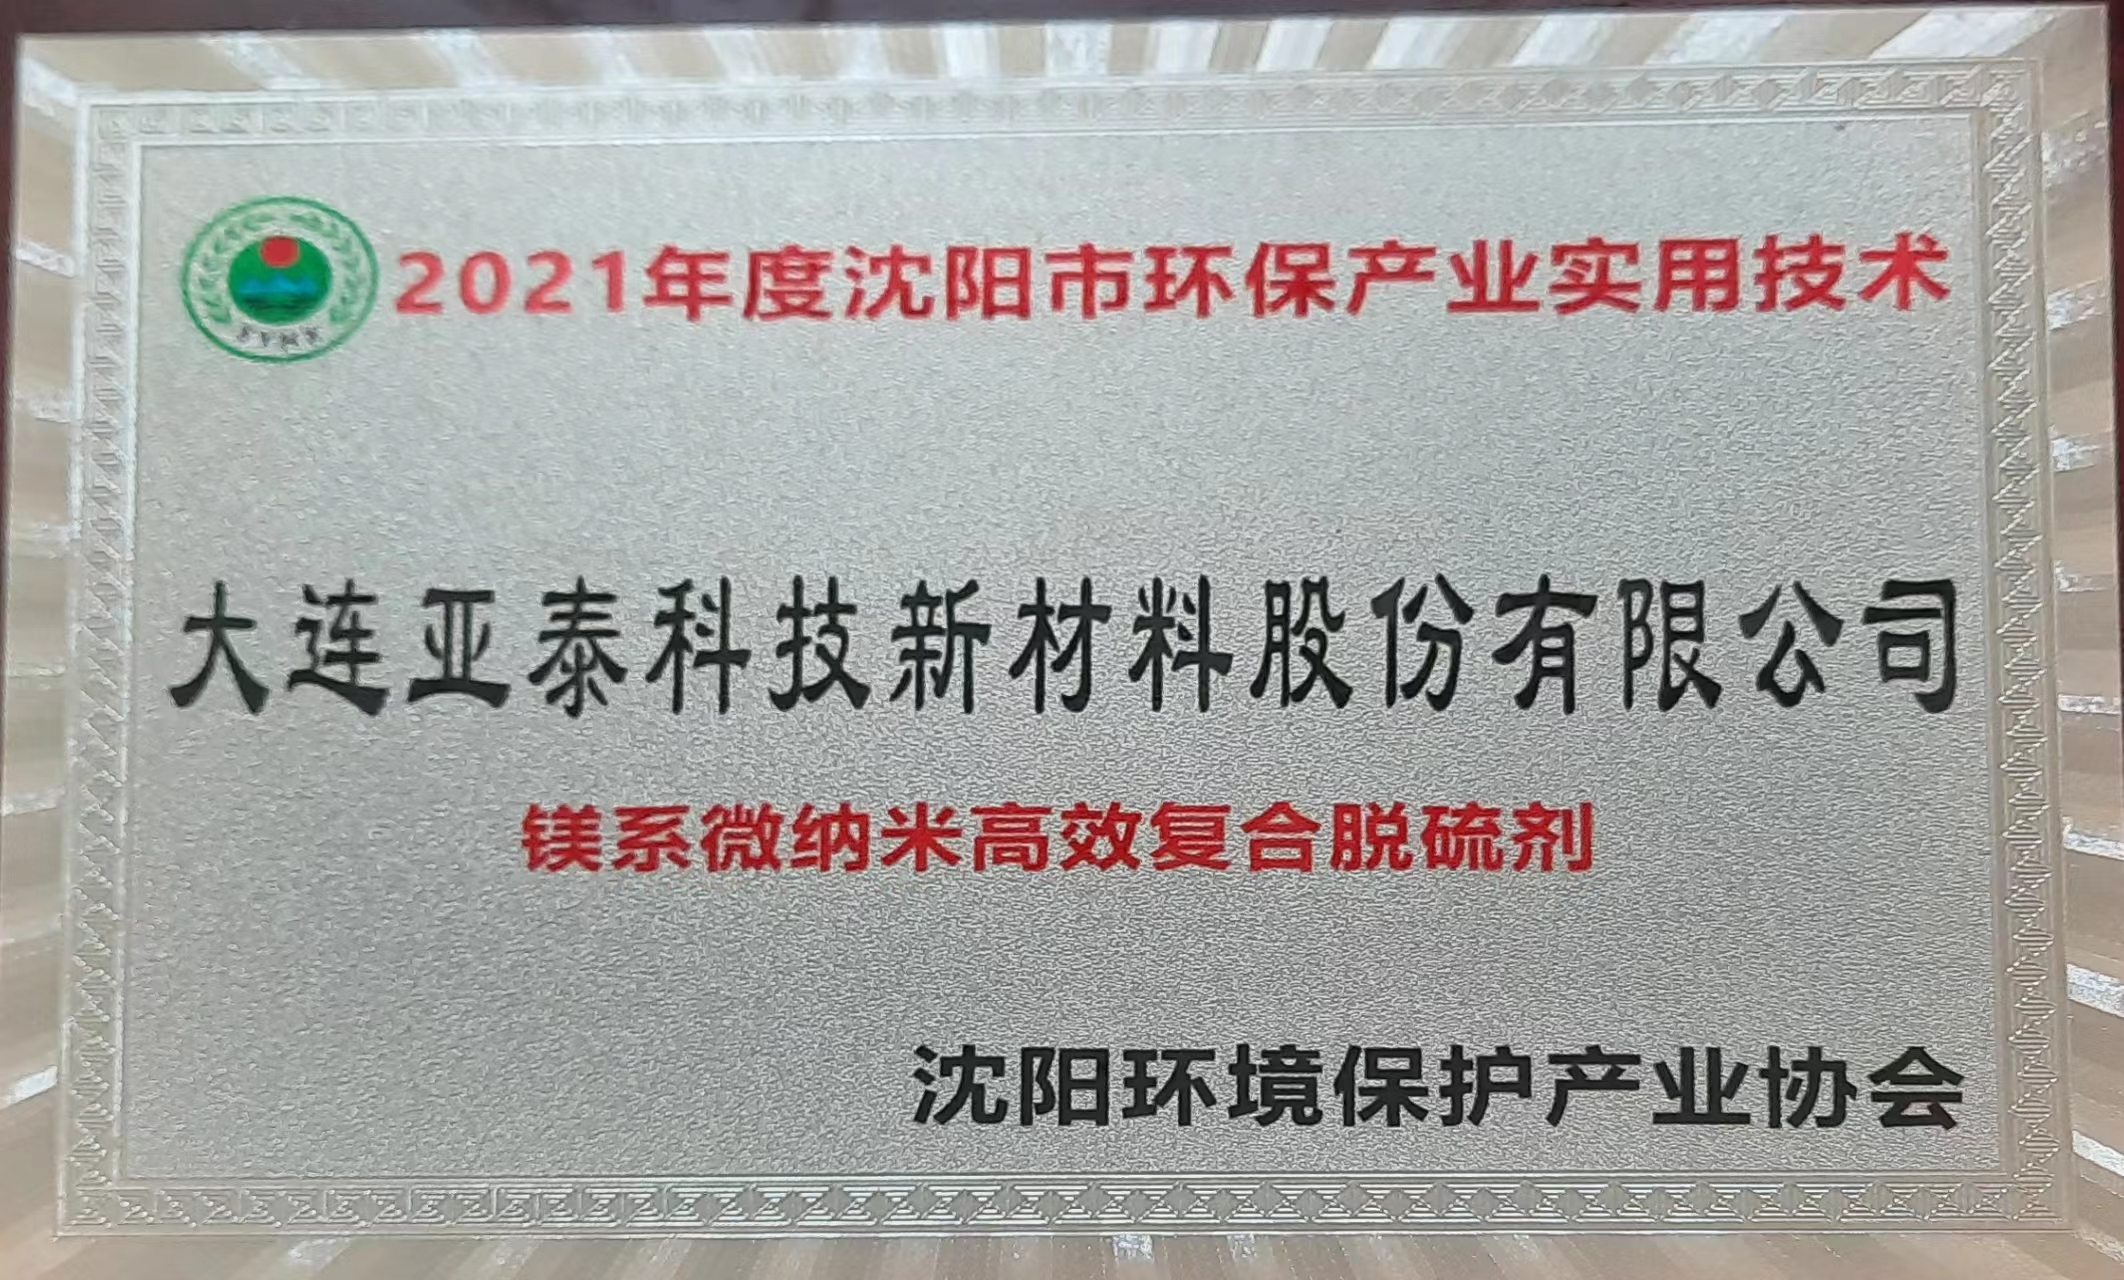 2021年度沈阳市环保产业实用技术
大连亚泰科技新材料股份有限公司
镁系微纳米高效复合脱硫剂
沈阳环境保护产业协会